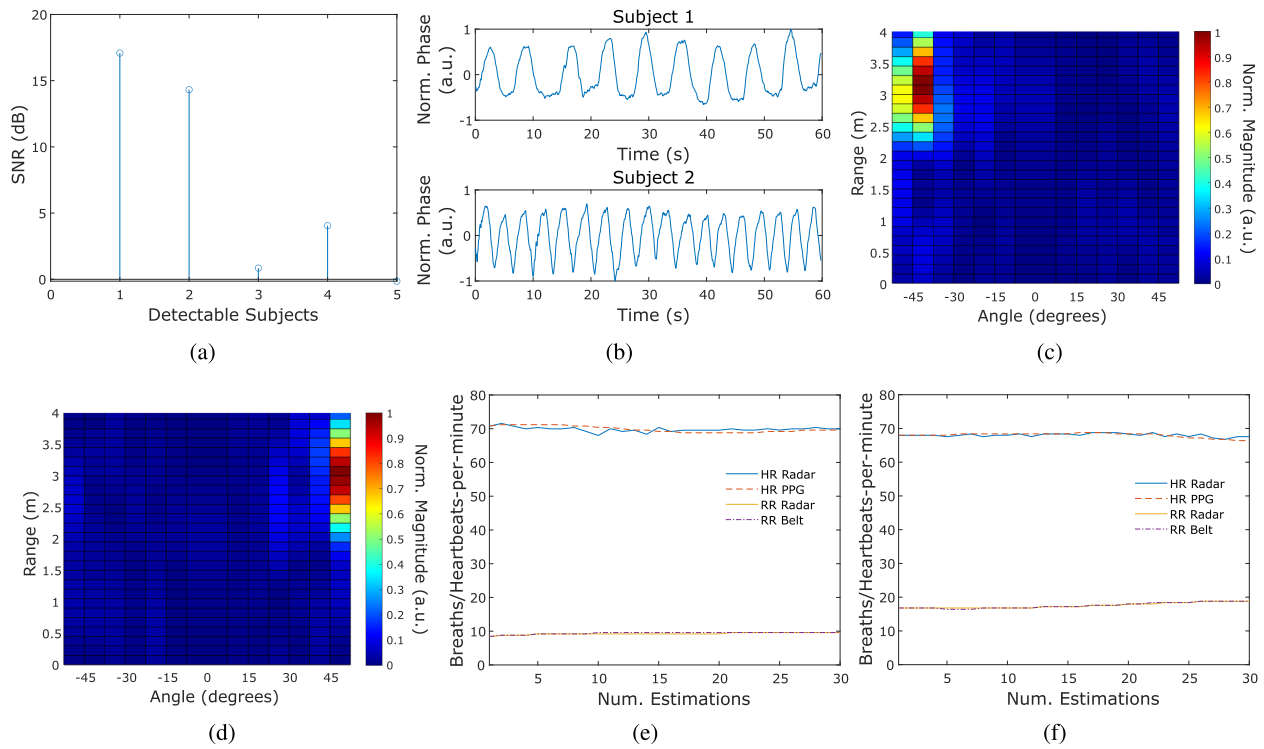 20
15
10
5
0
SNR (dB)
0 1 2 3 4 5
Detectable Subjects
(a)
Subject 1
1
0
-1
Norm. Phase
(a.u.)
0 10 20 30 40 50 60
Time (s)
Subject 2
1
0
-1
Norm. Phase
(a.u.)
0 10 20 30 40 50 60
Time (s)
(b)
4
3.5
3
2.5
2
1.5
1
0.5
0
Range (m)
-45 -30 -15 0 15 30 45
Angle (degrees)
1
0.9
0.8
0.7
0.6
0.5
0.4
0.3
0.2
0.1
0
Norm. Magnitude (a.u.)
(c)
4
3.5
3
2.5
2
1.5
1
0.5
0
Range (m)
-45 -30 -15 0 15 30 45
Angle (degrees)
1
0.9
0.8
0.7
0.6
0.5
0.4
0.3
0.2
0.1
0
Norm. Magnitude (a.u.)
(d)
80
70
60
50
40
30
20
10
0
Breaths/Heartbeats-per-minute
HR Radar
HR PPG
RR Radar
RR Belt
5 10 15 20 25 30
Num. Estimations
(e)
80
70
60
50
40
30
20
10
0
Breaths/Heartbeats-per-minute
HR Radar
HR PPG
RR Radar
RR Belt
5 10 15 20 25 30
Num. Estimations
(f)